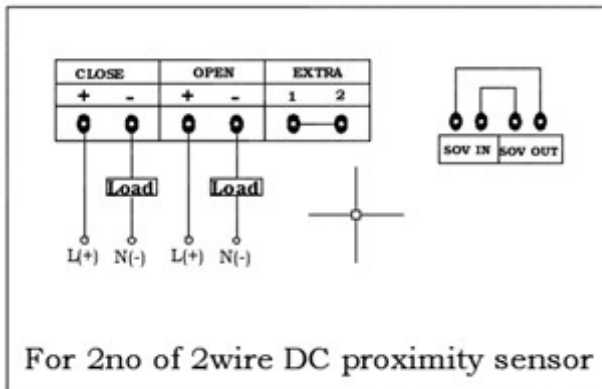 CLOSE OPEN EXTRA
+ - + - 1 2
Load Load
L(+) N(-) L(+) N(-)
SOV IN SOV OUT
For 2no of 2wire DC proximity sensor